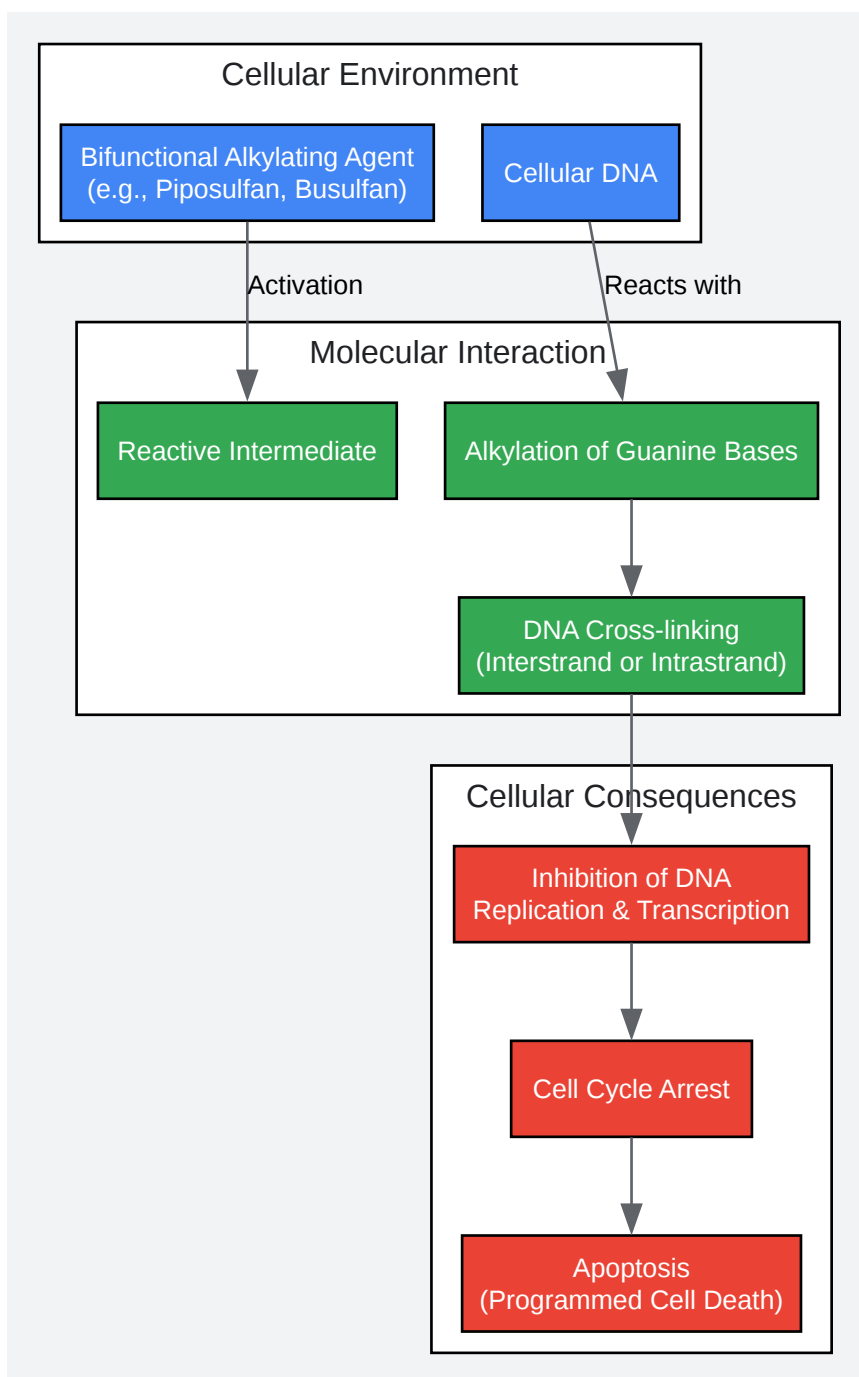 Cellular Environment
Bifunctional Alkylating Agent
(e.g., Piposulfan, Busulfan)
Cellular DNA
Activation
Reacts with
Molecular Interaction
Reactive Intermediate
Alkylation of Guanine Bases
DNA Cross-linking
(Interstrand or Intrastrand)
Cellular Consequences
Inhibition of DNA
Replication & Transcription
Cell Cycle Arrest
Apoptosis
(Programmed Cell Death)